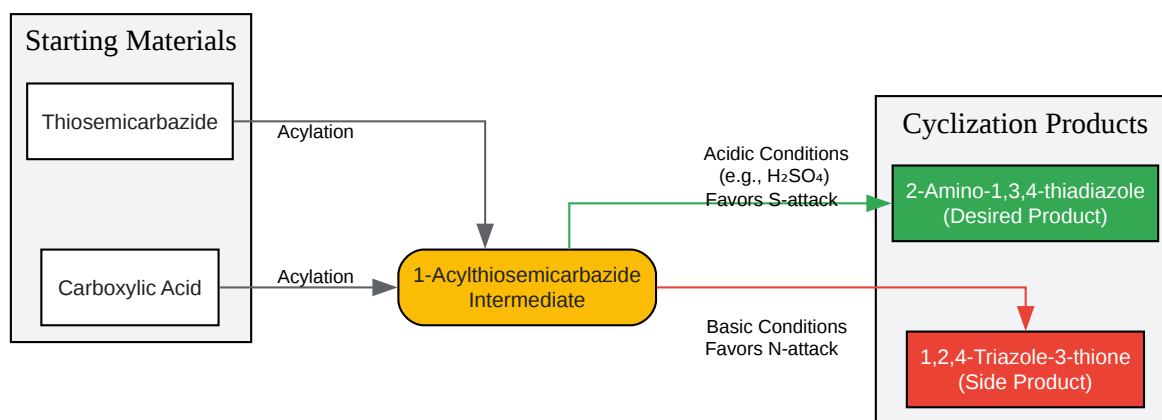 Starting Materials
Thiosemicarbazide
Acylation
Carboxylic Acid
Acylation
1-Acylthiosemicarbazide
Intermediate
Acidic Conditions
(e.g., H₂SO₄)
Favors S-attack
Basic Conditions
Favors N-attack
Cyclization Products
2-Amino-1,3,4-thiadiazole
(Desired Product)
1,2,4-Triazole-3-thione
(Side Product)